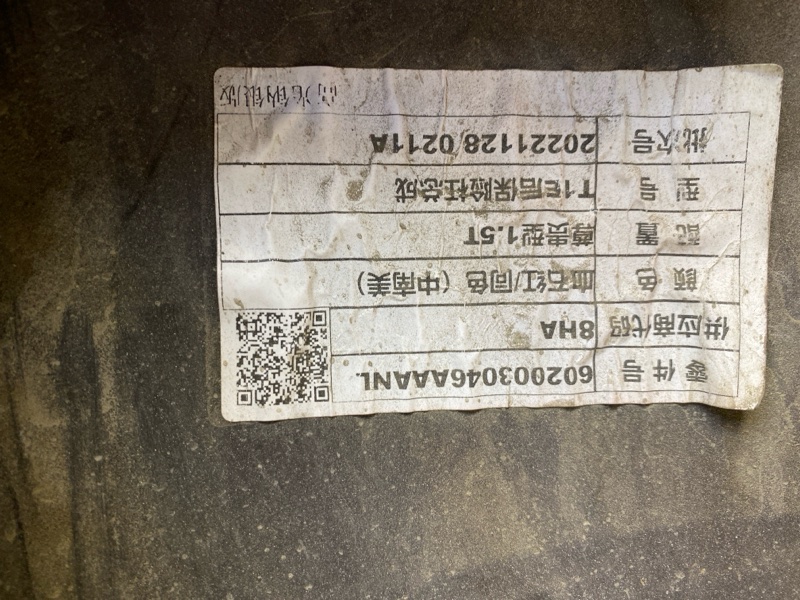 零件号 602003046AAANL
供应商代码 8HA
颜色 血石红/同色（中南美）
配置 尊贵型1.5T
型号 T1E后保险杠总成
批次号 20221128 0211A